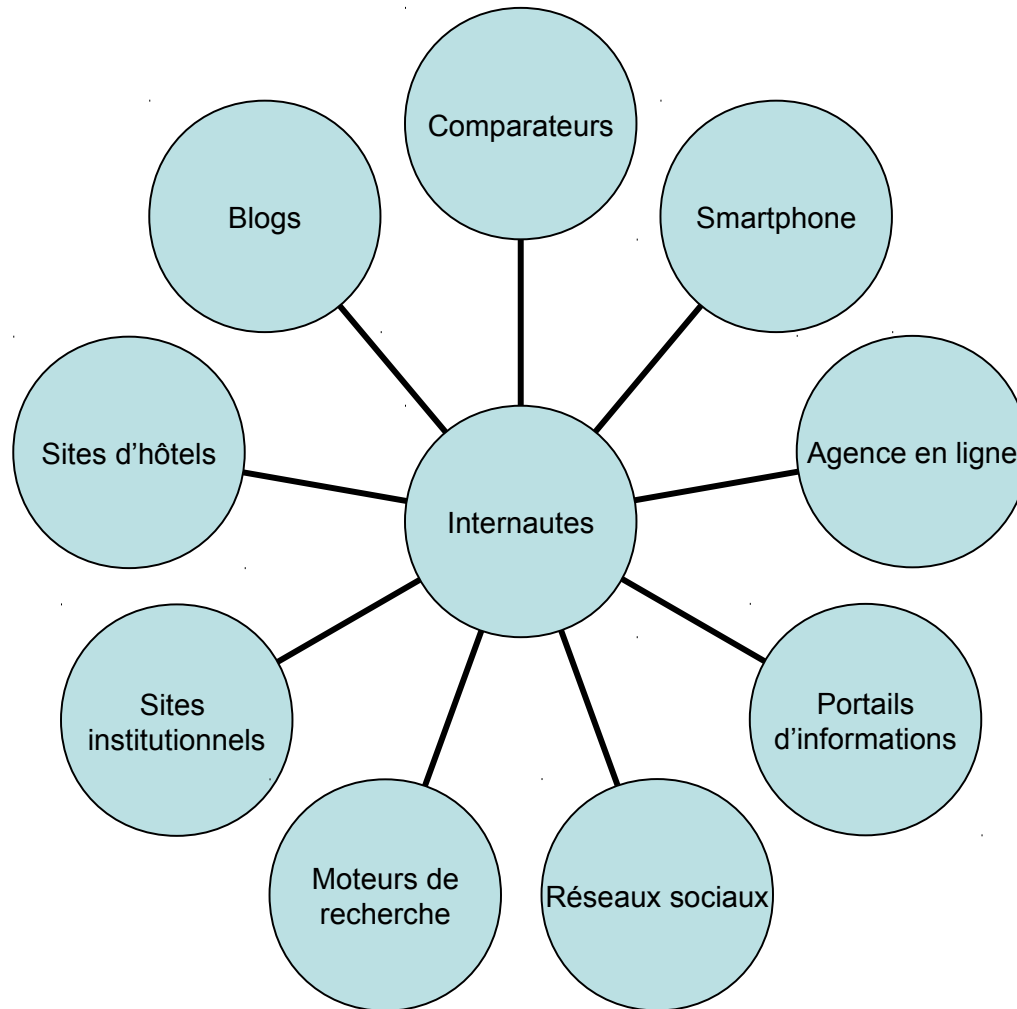 Comparateurs
Blogs
Smartphone
Sites d’hôtels
Agence en ligne
Internautes
Sites
institutionnels
Portails
d’informations
Moteurs de
recherche
Réseaux sociaux